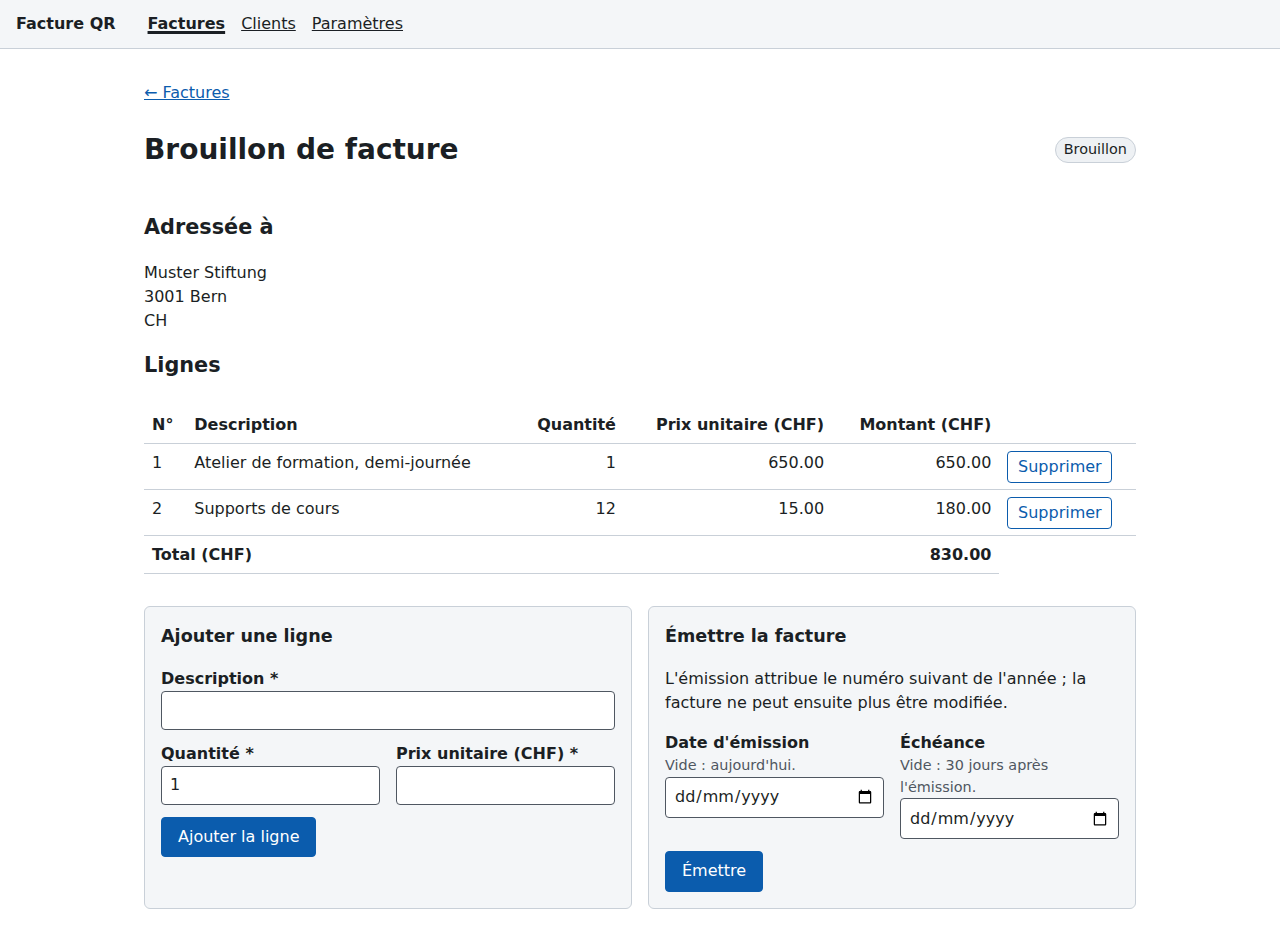 Facture QR Factures Clients Paramètres
← Factures
Brouillon de facture Brouillon
Adressée à
Muster Stiftung
3001 Bern
CH
Lignes
N° Description Quantité Prix unitaire (CHF) Montant (CHF)
1 Atelier de formation, demi-journée 1 650.00 650.00 Supprimer
2 Supports de cours 12 15.00 180.00 Supprimer
Total (CHF) 830.00
Ajouter une ligne
Description *
Quantité * Prix unitaire (CHF) *
1
Ajouter la ligne
Émettre la facture
L'émission attribue le numéro suivant de l'année ; la
facture ne peut ensuite plus être modifiée.
Date d'émission
Vide : aujourd'hui.
dd/mm/yyyy
Échéance
Vide : 30 jours après
l'émission.
dd/mm/yyyy
Émettre